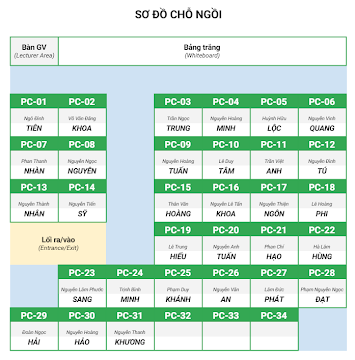 SƠ ĐỒ CHỖ NGỒI
Bàn GV
(Lecturer Area)
Bảng trắng
(Whiteboard)
PC-01 PC-02 PC-03 PC-04 PC-05 PC-06
Ngô Đình Võ Văn Đăng Trần Ngọc Nguyễn Hoàng Huỳnh Hữu Nguyễn Vinh
TIẾN KHOA TRUNG MINH LỘC QUANG
PC-07 PC-08 PC-09 PC-10 PC-11 PC-12
Phan Thanh Nguyễn Ngọc Nguyễn Hoàng Lê Duy Trần Việt Nguyễn Đình
NHÂN NGUYÊN TUẤN TÂM ANH TÚ
PC-13 PC-14 PC-15 PC-16 PC-17 PC-18
Nguyễn Thành Nguyễn Tiến Thân Văn Nguyễn Lê Tấn Nguyễn Thiện Lê Hoàng
NHÂN SỸ HOÀNG KHOA NGÔN PHI
PC-19 PC-20 PC-21 PC-22
Lối ra/vào
(Entrance/Exit)
Lê Trung Nguyễn Anh Phan Chí Hà Lâm
HIẾU TUẤN HẠO HÙNG
PC-23 PC-24 PC-25 PC-26 PC-27 PC-28
Nguyễn Lâm Phước Trịnh Bình Phạm Duy Nguyễn Văn Lâm Đức Phạm Nguyễn Ngọc
SANG MINH KHÁNH AN PHÁT ĐẠT
PC-29 PC-30 PC-31 PC-32 PC-33 PC-34
Đoàn Ngọc Nguyễn Hoàng Nguyễn Thanh
HẢI HẢO KHƯƠNG